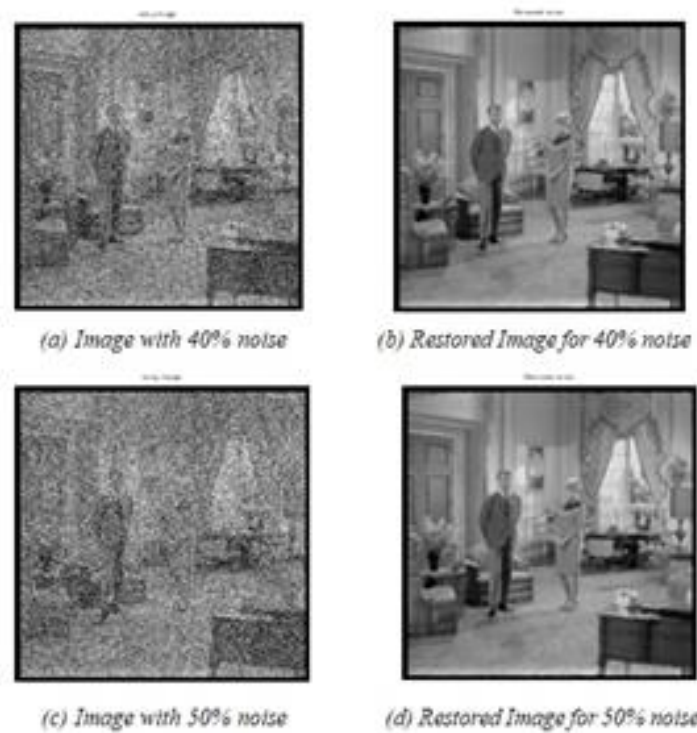 (a) Image with 40% noise
(b) Restored Image for 40% noise
(c) Image with 50% noise
(d) Restored Image for 50% noise